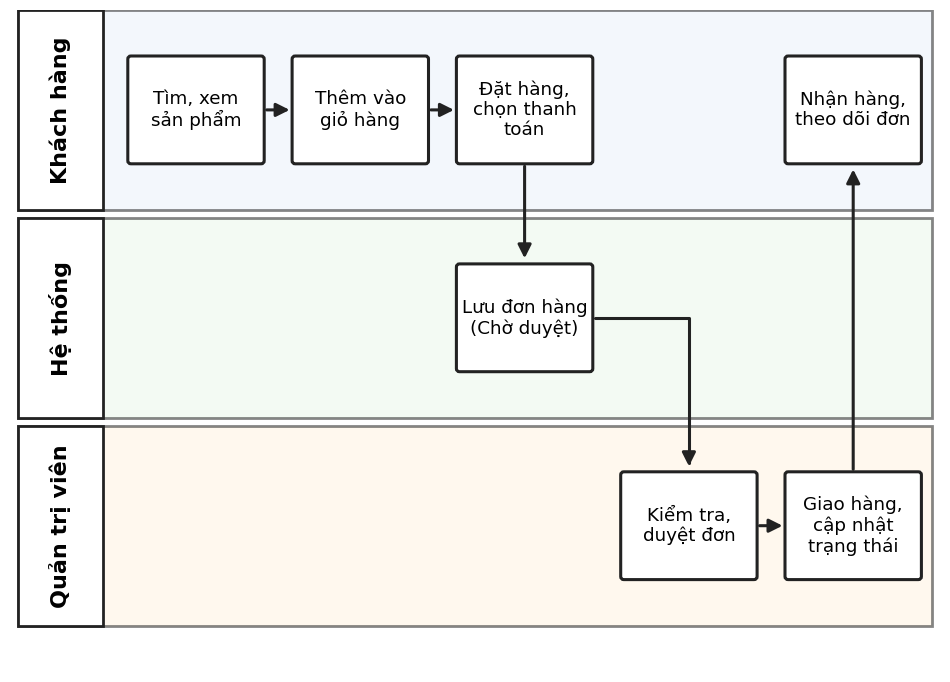 Khách hàng
Tìm, xem
sản phẩm
Thêm vào
giỏ hàng
Đặt hàng,
chọn thanh
toán
Nhận hàng,
theo dõi đơn
Hệ thống
Lưu đơn hàng
(Chờ duyệt)
Quản trị viên
Kiểm tra,
duyệt đơn
Giao hàng,
cập nhật
trạng thái